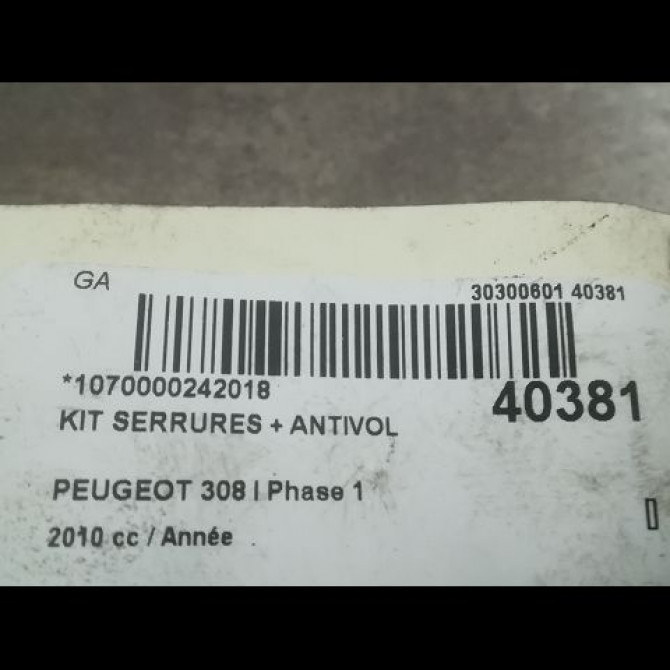 GA
30300601 40381
*1070000242018
40381
KIT SERRURES + ANTIVOL
PEUGEOT 308 I Phase 1
2010 cc / Année